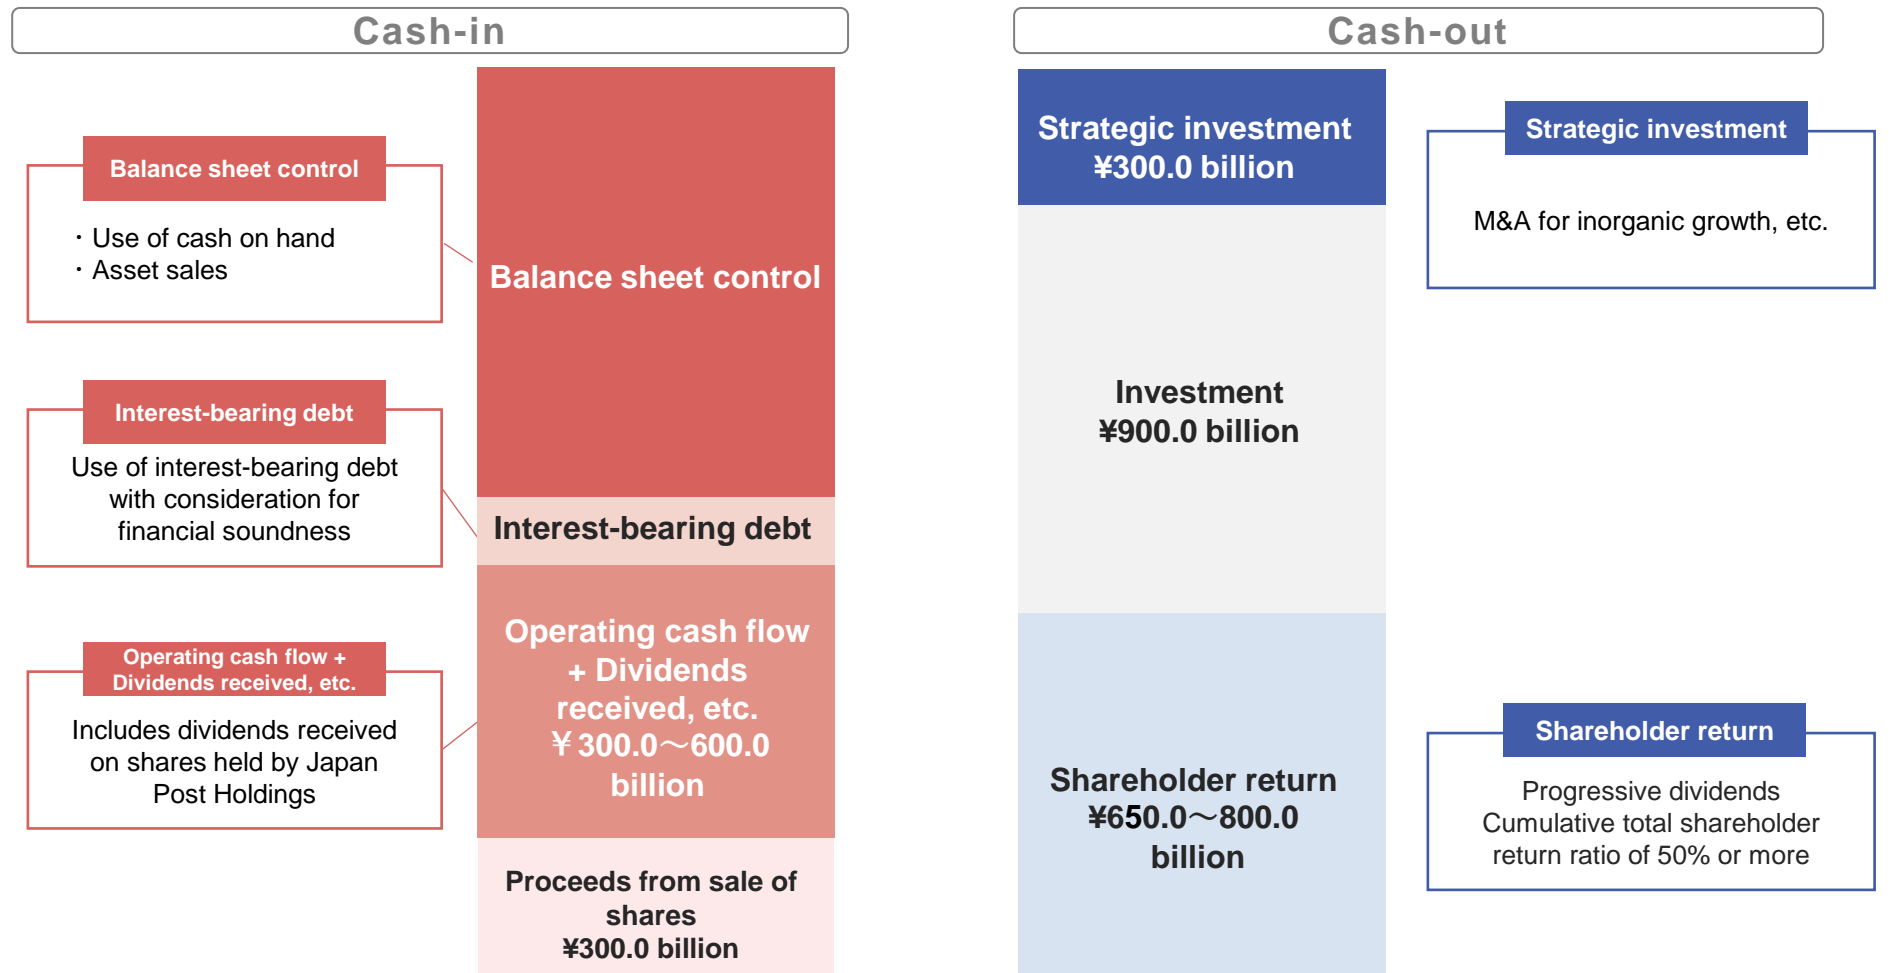 Cash-in
Balance sheet control
・Use of cash on hand
・Asset sales
Interest-bearing debt
Use of interest-bearing debt
with consideration for
financial soundness
Operating cash flow +
Dividends received, etc.
Includes dividends received
on shares held by Japan
Post Holdings
Balance sheet control
Interest-bearing debt
Operating cash flow
+ Dividends
received, etc.
￥300.0～600.0
billion
Proceeds from sale of
shares
¥300.0 billion
Cash-out
Strategic investment
¥300.0 billion
Investment
¥900.0 billion
Shareholder return
¥650.0～800.0
billion
Strategic investment
M&A for inorganic growth, etc.
Shareholder return
Progressive dividends
Cumulative total shareholder
return ratio of 50% or more